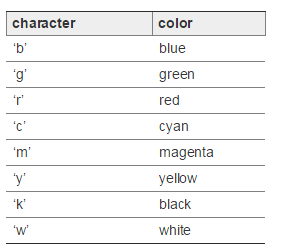 character color
‘b’ blue
‘g’ green
‘r’ red
‘c’ cyan
‘m’ magenta
‘y’ yellow
‘k’ black
‘w’ white